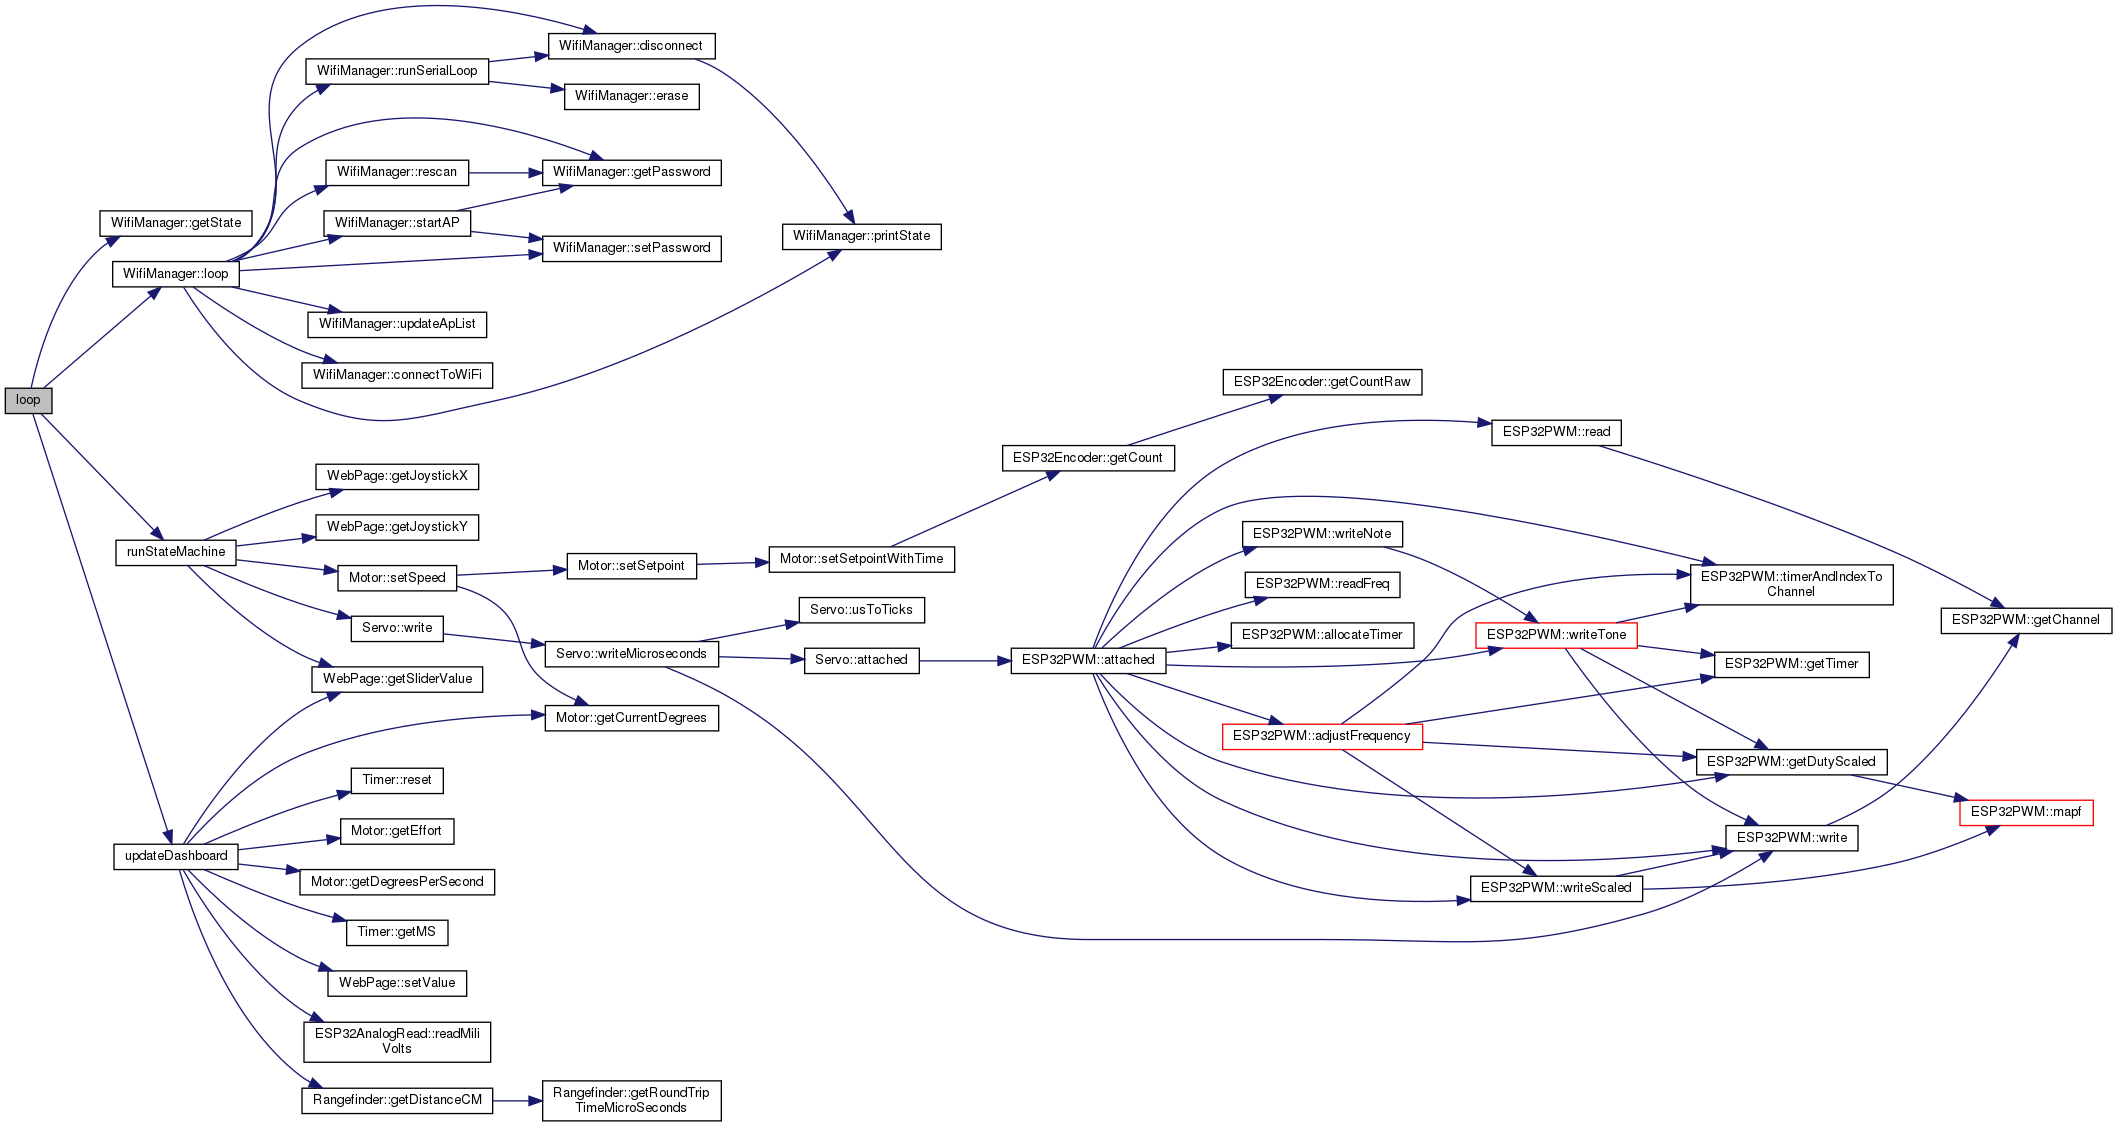 WifiManager::disconnect
WifiManager::runSerialLoop
WifiManager::erase
WifiManager::rescan
WifiManager::getPassword
WifiManager::getState
WifiManager::startAP
WifiManager::setPassword
WifiManager::printState
WifiManager::loop
WifiManager::updateApList
WifiManager::connectToWiFi
loop
ESP32Encoder::getCountRaw
ESP32PWM::read
ESP32Encoder::getCount
WebPage::getJoystickX
WebPage::getJoystickY
ESP32PWM::writeNote
runStateMachine
Motor::setSetpoint
Motor::setSetpointWithTime
Motor::setSpeed
ESP32PWM::readFreq
ESP32PWM::timerAndIndexTo
Channel
Servo::usToTicks
ESP32PWM::getChannel
Servo::write
ESP32PWM::allocateTimer
ESP32PWM::writeTone
Servo::writeMicroseconds
Servo::attached
ESP32PWM::attached
ESP32PWM::getTimer
WebPage::getSliderValue
Motor::getCurrentDegrees
ESP32PWM::adjustFrequency
ESP32PWM::getDutyScaled
Timer::reset
ESP32PWM::mapf
Motor::getEffort
ESP32PWM::write
updateDashboard
Motor::getDegreesPerSecond
ESP32PWM::writeScaled
Timer::getMS
WebPage::setValue
ESP32AnalogRead::readMili
Volts
Rangefinder::getDistanceCM
Rangefinder::getRoundTrip
TimeMicroSeconds